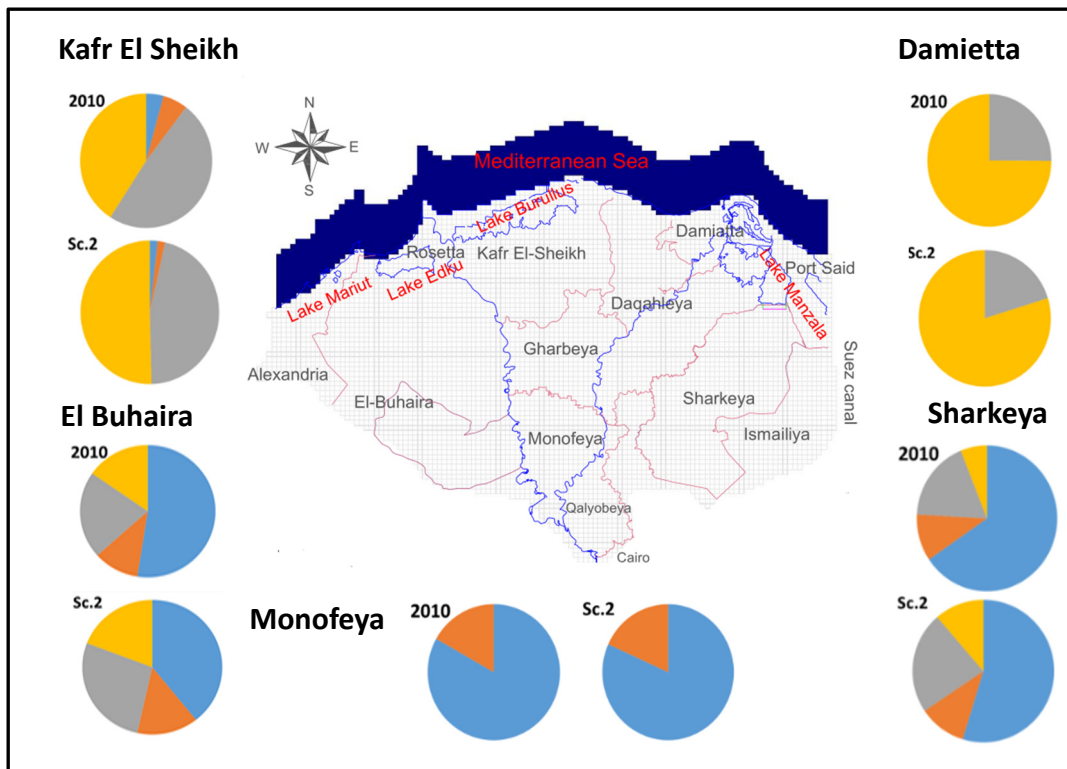 Kafr El Sheikh
Damietta
2010
2010
N
W E
S
Mediterranean Sea
Lake Burullus
Damiatta
Sc.2
Sc.2
Rosetta
Kafr El-Sheikh
Port Said
Lake Mariut
Lake Edku
Lake Manzala
Daqahleya
Gharbeya
Suez canal
Alexandria
El-Buhaira
Sharkeya
El Buhaira
Sharkeya
Monofeya
Ismailiya
2010
2010
Qalyobeya
Cairo
Sc.2
Sc.2
Monofeya
2010
Sc.2